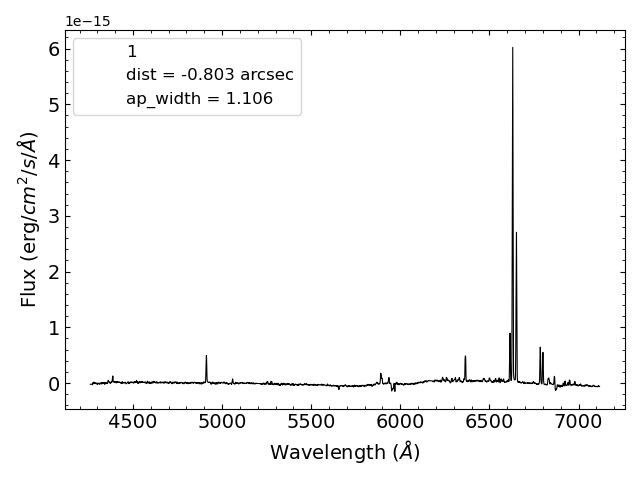 1e−15
1
dist = -0.803 arcsec
ap_width = 1.106
6
5
4
3
2
1
0
Flux (erg/cm²/s/Å)
4500 5000 5500 6000 6500 7000
Wavelength (Å)